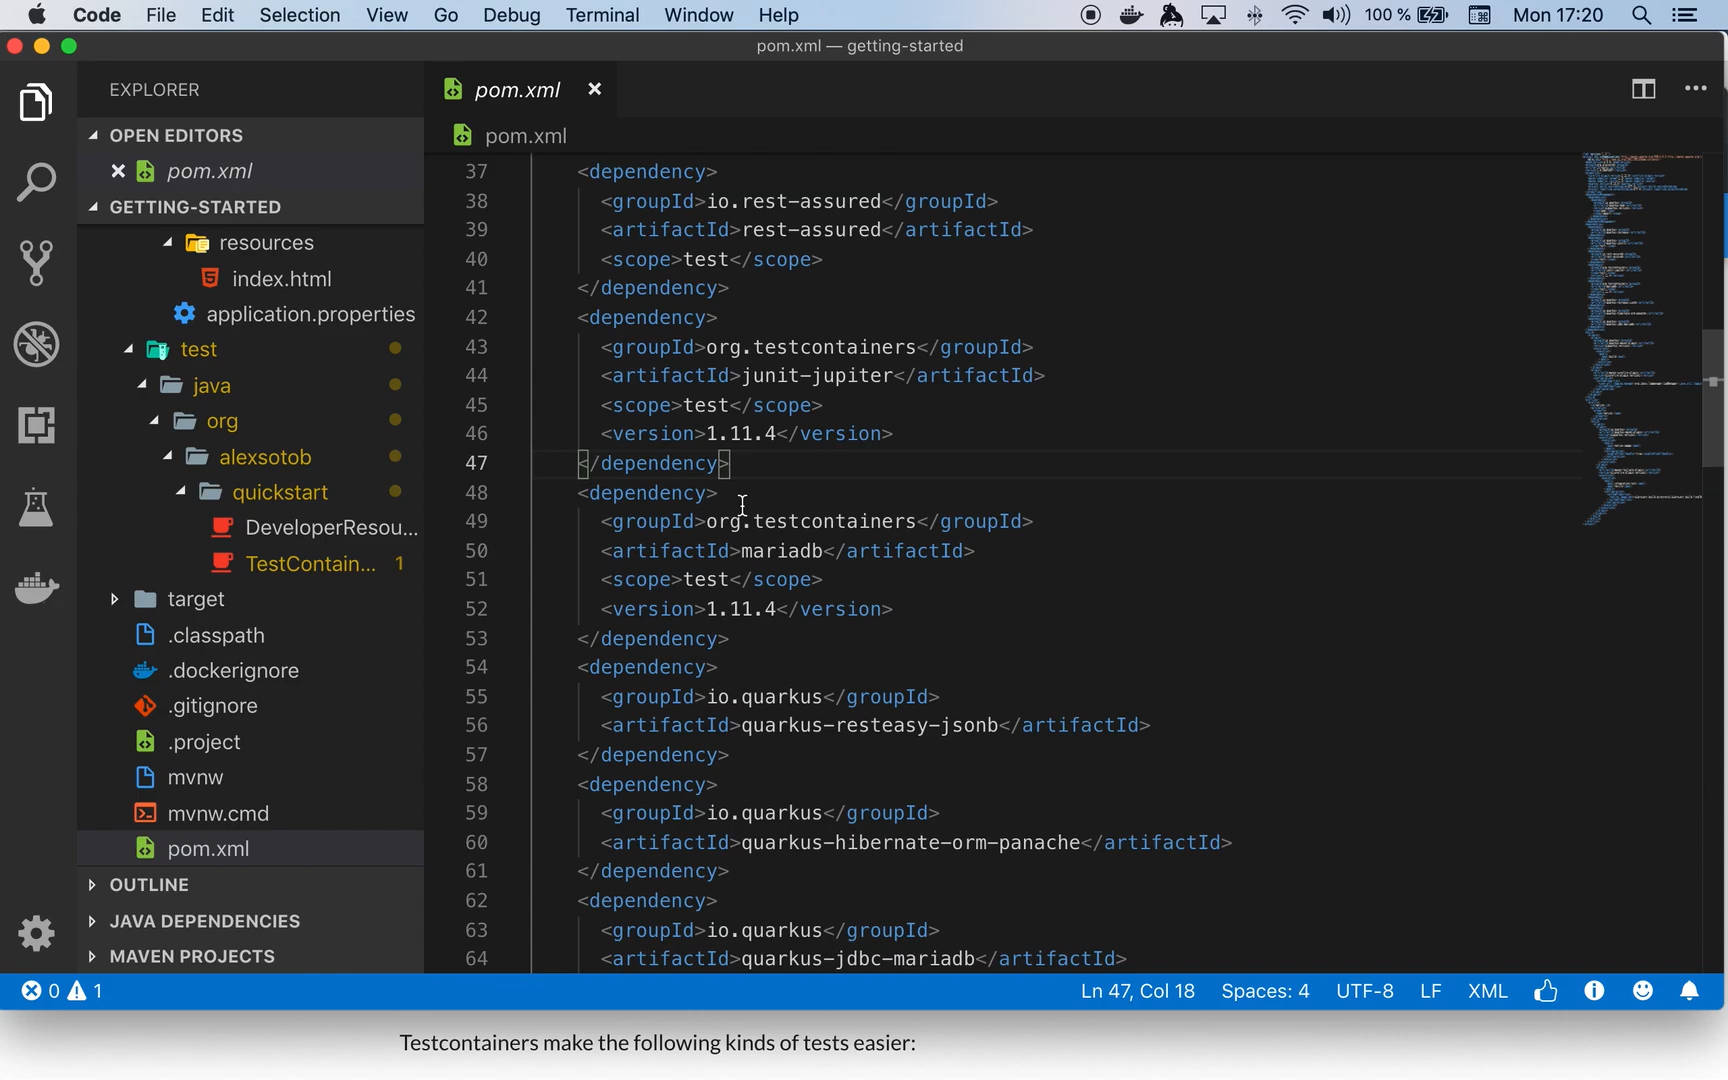 Code File Edit Selection View Go Debug Terminal Window Help 100 % Mon 17:20
pom.xml — getting-started
EXPLORER
OPEN EDITORS
pom.xml
GETTING-STARTED
resources
index.html
application.properties
test
java
org
alexsotob
quickstart
DeveloperResou...
TestContain... 1
target
.classpath
.dockerignore
.gitignore
.project
mvnw
mvnw.cmd
pom.xml
OUTLINE
JAVA DEPENDENCIES
MAVEN PROJECTS
pom.xml
pom.xml
37 <dependency>
38 <groupId>io.rest-assured</groupId>
39 <artifactId>rest-assured</artifactId>
40 <scope>test</scope>
41 </dependency>
42 <dependency>
43 <groupId>org.testcontainers</groupId>
44 <artifactId>junit-jupiter</artifactId>
45 <scope>test</scope>
46 <version>1.11.4</version>
47 </dependency>
48 <dependency>
49 <groupId>org.testcontainers</groupId>
50 <artifactId>mariadb</artifactId>
51 <scope>test</scope>
52 <version>1.11.4</version>
53 </dependency>
54 <dependency>
55 <groupId>io.quarkus</groupId>
56 <artifactId>quarkus-resteasy-jsonb</artifactId>
57 </dependency>
58 <dependency>
59 <groupId>io.quarkus</groupId>
60 <artifactId>quarkus-hibernate-orm-panache</artifactId>
61 </dependency>
62 <dependency>
63 <groupId>io.quarkus</groupId>
64 <artifactId>quarkus-jdbc-mariadb</artifactId>
0 1 Ln 47, Col 18 Spaces: 4 UTF-8 LF XML
Testcontainers make the following kinds of tests easier: